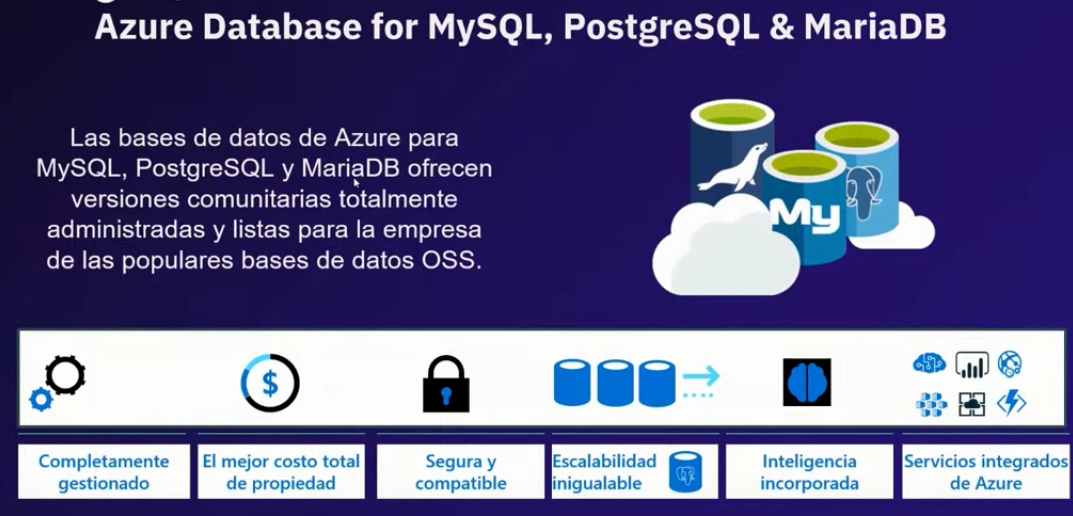 Azure Database for MySQL, PostgreSQL & MariaDB
Las bases de datos de Azure para
MySQL, PostgreSQL y MariaDB ofrecen
versiones comunitarias totalmente
administradas y listas para la empresa
de las populares bases de datos OSS.
My
$
Completamente
gestionado
El mejor costo total
de propiedad
Segura y
compatible
Escalabilidad
inigualable
Inteligencia
incorporada
Servicios integrados
de Azure